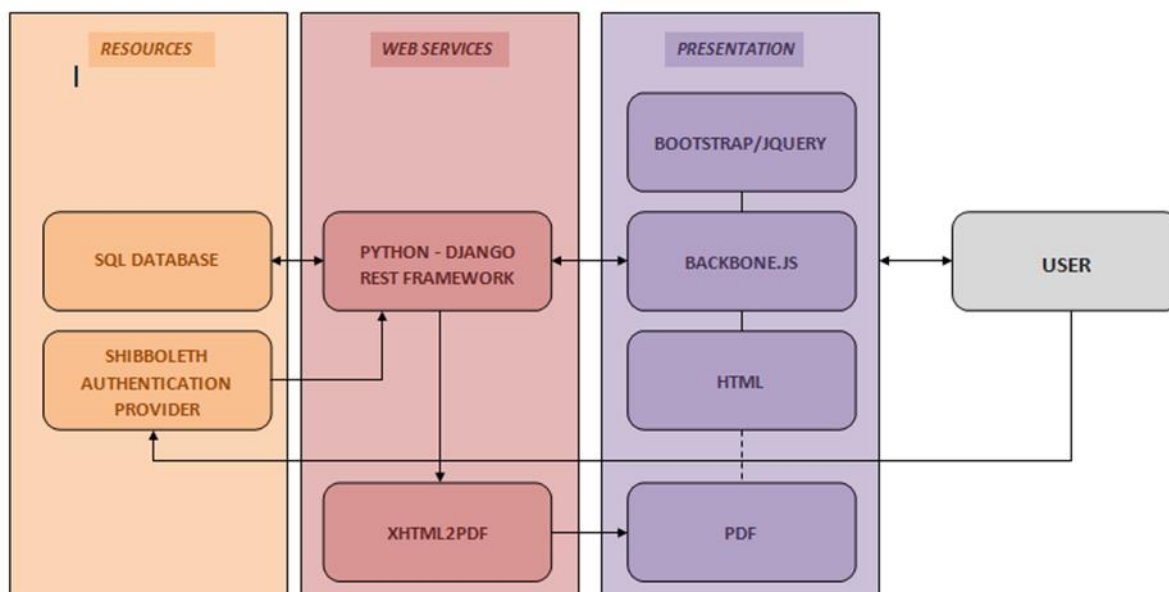 RESOURCES
WEB SERVICES
PRESENTATION
BOOTSTRAP/JQUERY
SQL DATABASE
PYTHON - DJANGO
REST FRAMEWORK
BACKBONE.JS
USER
SHIBBOLETH
AUTHENTICATION
PROVIDER
HTML
XHTML2PDF
PDF